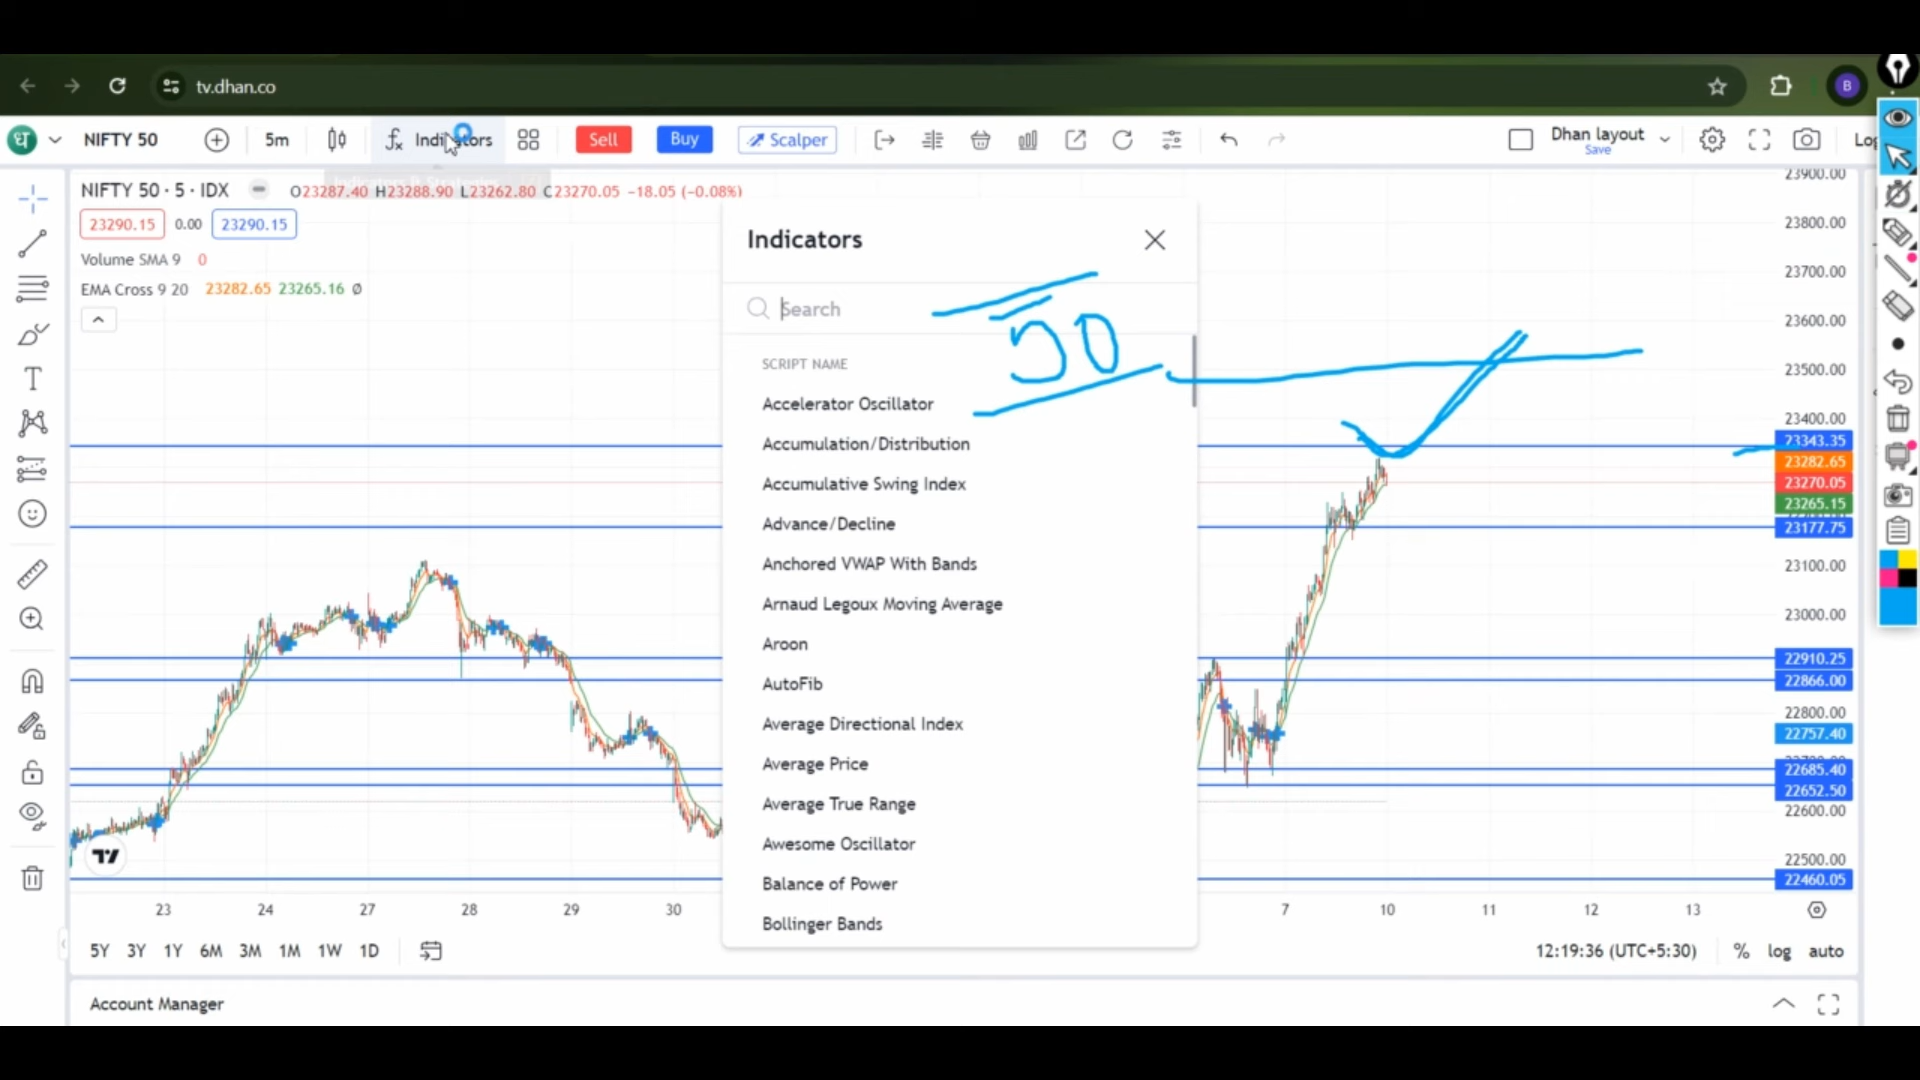 tv.dhan.co
B
ध NIFTY 50 5m Indicators Sell Buy Scalper Dhan layout
Save
NIFTY 50 · 5 · IDX O23287.40 H23288.90 L23262.80 C23270.05 −18.05 (−0.08%)
23290.15 0.00 23290.15
Volume SMA 9 0
EMA Cross 9 20 23282.65 23265.16 Ø
Indicators
Search
50
SCRIPT NAME
Accelerator Oscillator
Accumulation/Distribution
Accumulative Swing Index
Advance/Decline
Anchored VWAP With Bands
Arnaud Legoux Moving Average
Aroon
AutoFib
Average Directional Index
Average Price
Average True Range
Awesome Oscillator
Balance of Power
Bollinger Bands
23900.00
23800.00
23700.00
23600.00
23500.00
23400.00
23343.35
23282.65
23270.05
23265.15
23177.75
23100.00
23000.00
22910.25
22866.00
22800.00
22757.40
22685.40
22652.50
22600.00
22500.00
22460.05
23 24 27 28 29 30 7 10 11 12 13
5Y 3Y 1Y 6M 3M 1M 1W 1D 12:19:36 (UTC+5:30) % log auto
Account Manager